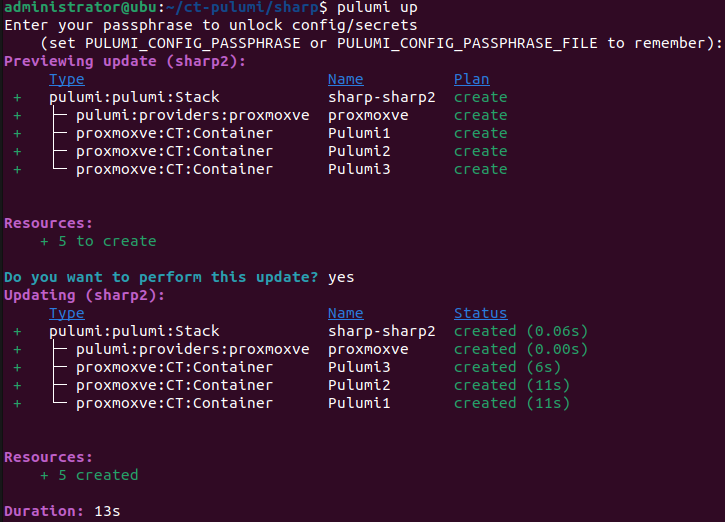 administrator@ubu:~/ct-pulumi/sharp$ pulumi up
Enter your passphrase to unlock config/secrets
    (set PULUMI_CONFIG_PASSPHRASE or PULUMI_CONFIG_PASSPHRASE_FILE to remember):
Previewing update (sharp2):
     Type                           Name           Plan
 +   pulumi:pulumi:Stack            sharp-sharp2   create
 +   ├─ pulumi:providers:proxmoxve  proxmoxve      create
 +   ├─ proxmoxve:CT:Container      Pulumi1        create
 +   ├─ proxmoxve:CT:Container      Pulumi2        create
 +   └─ proxmoxve:CT:Container      Pulumi3        create
Resources:
    + 5 to create
Do you want to perform this update? yes
Updating (sharp2):
     Type                           Name           Status
 +   pulumi:pulumi:Stack            sharp-sharp2   created (0.06s)
 +   ├─ pulumi:providers:proxmoxve  proxmoxve      created (0.00s)
 +   ├─ proxmoxve:CT:Container      Pulumi3        created (6s)
 +   ├─ proxmoxve:CT:Container      Pulumi2        created (11s)
 +   └─ proxmoxve:CT:Container      Pulumi1        created (11s)
Resources:
    + 5 created
Duration: 13s